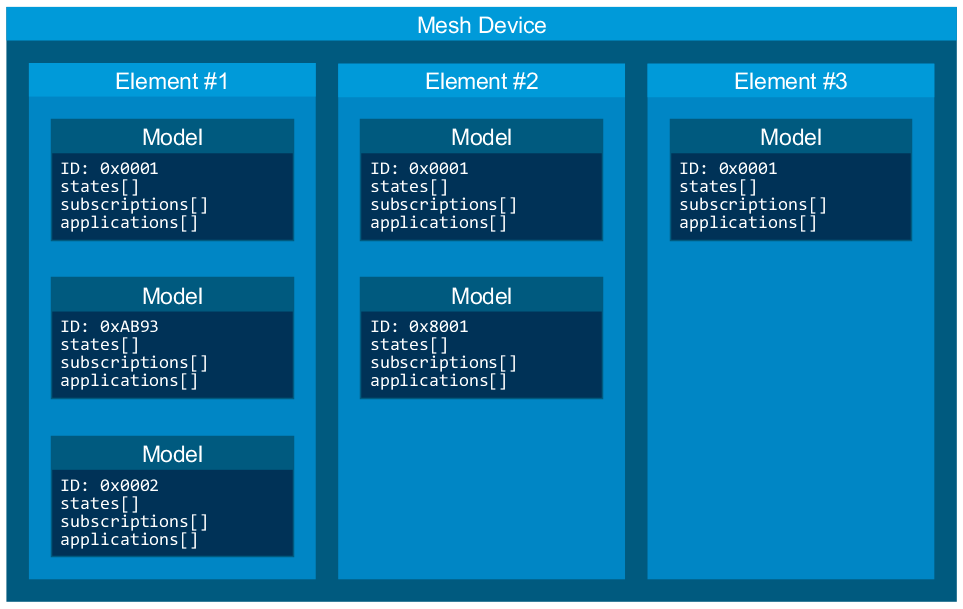 Mesh Device
Element #1
Model
ID: 0x0001
states[]
subscriptions[]
applications[]
Model
ID: 0xAB93
states[]
subscriptions[]
applications[]
Model
ID: 0x0002
states[]
subscriptions[]
applications[]
Element #2
Model
ID: 0x0001
states[]
subscriptions[]
applications[]
Model
ID: 0x8001
states[]
subscriptions[]
applications[]
Element #3
Model
ID: 0x0001
states[]
subscriptions[]
applications[]